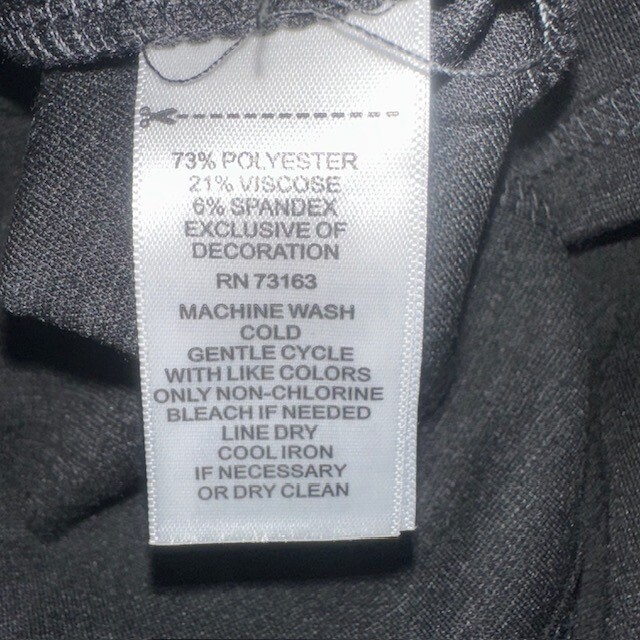 73% POLYESTER
21% VISCOSE
6% SPANDEX
EXCLUSIVE OF
DECORATION
RN 73163
MACHINE WASH
COLD
GENTLE CYCLE
WITH LIKE COLORS
ONLY NON-CHLORINE
BLEACH IF NEEDED
LINE DRY
COOL IRON
IF NECESSARY
OR DRY CLEAN